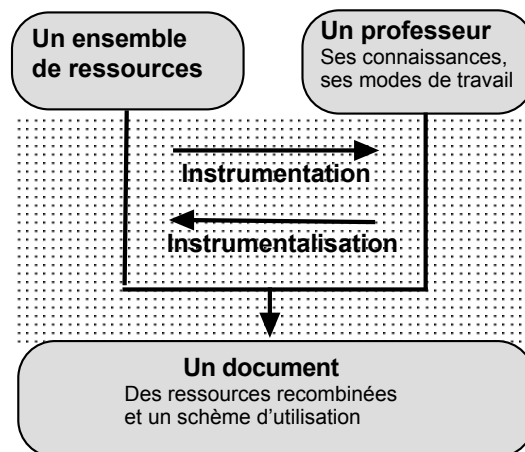 Un ensemble
de ressources
Un professeur
Ses connaissances,
ses modes de travail
Instrumentation
Instrumentalisation
Un document
Des ressources recombinées
et un schème d'utilisation